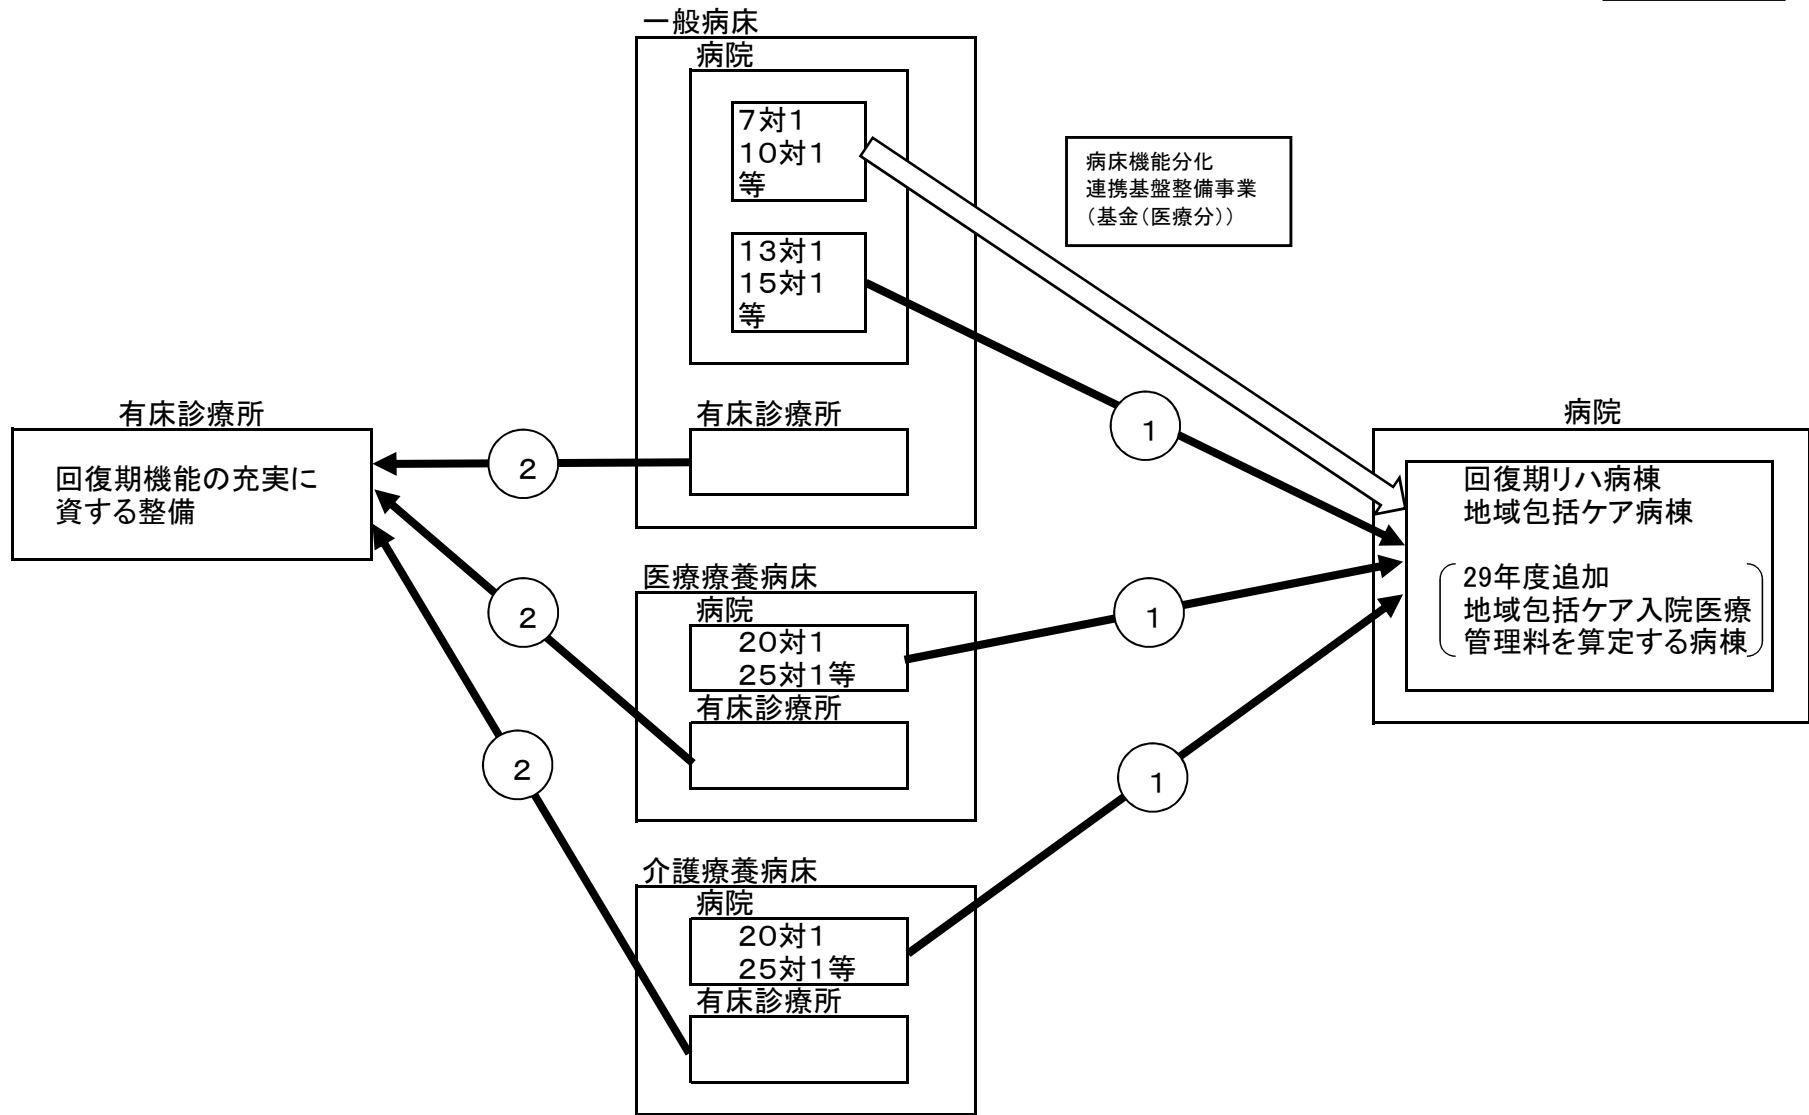 一般病床
病院
7対1
10対1
等
病床機能分化
連携基盤整備事業
（基金（医療分））
13対1
15対1
等
有床診療所
回復期機能の充実に
資する整備
2
有床診療所
1
病院
回復期リハ病棟
地域包括ケア病棟
29年度追加
地域包括ケア入院医療
管理料を算定する病棟
医療療養病床
病院
20対1
25対1等
有床診療所
2
1
介護療養病床
病院
20対1
25対1等
有床診療所
2
1